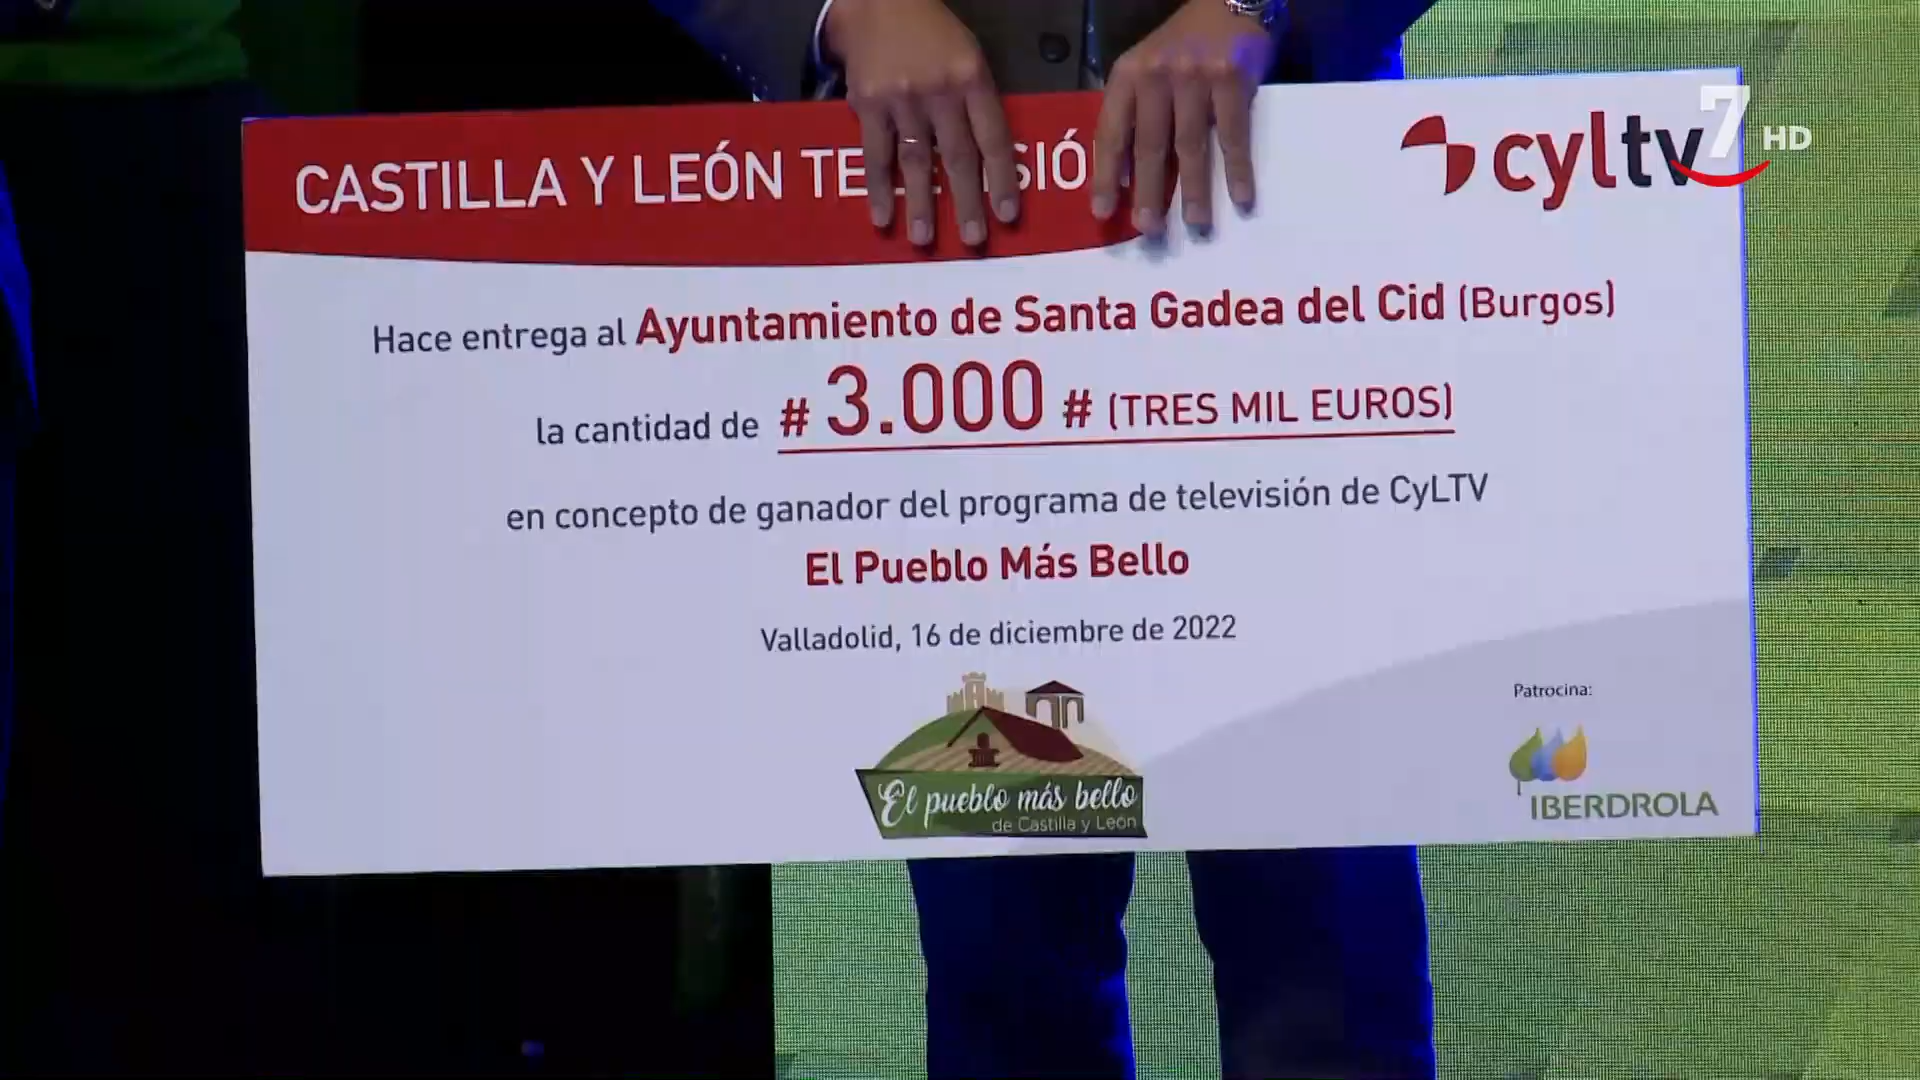 CASTILLA Y LEÓN TELEVISIÓN
cyltv
7 HD
Hace entrega al Ayuntamiento de Santa Gadea del Cid (Burgos)
la cantidad de # 3.000 # (TRES MIL EUROS)
en concepto de ganador del programa de televisión de CyLTV
El Pueblo Más Bello
Valladolid, 16 de diciembre de 2022
El pueblo más bello
de Castilla y León
Patrocina:
IBERDROLA